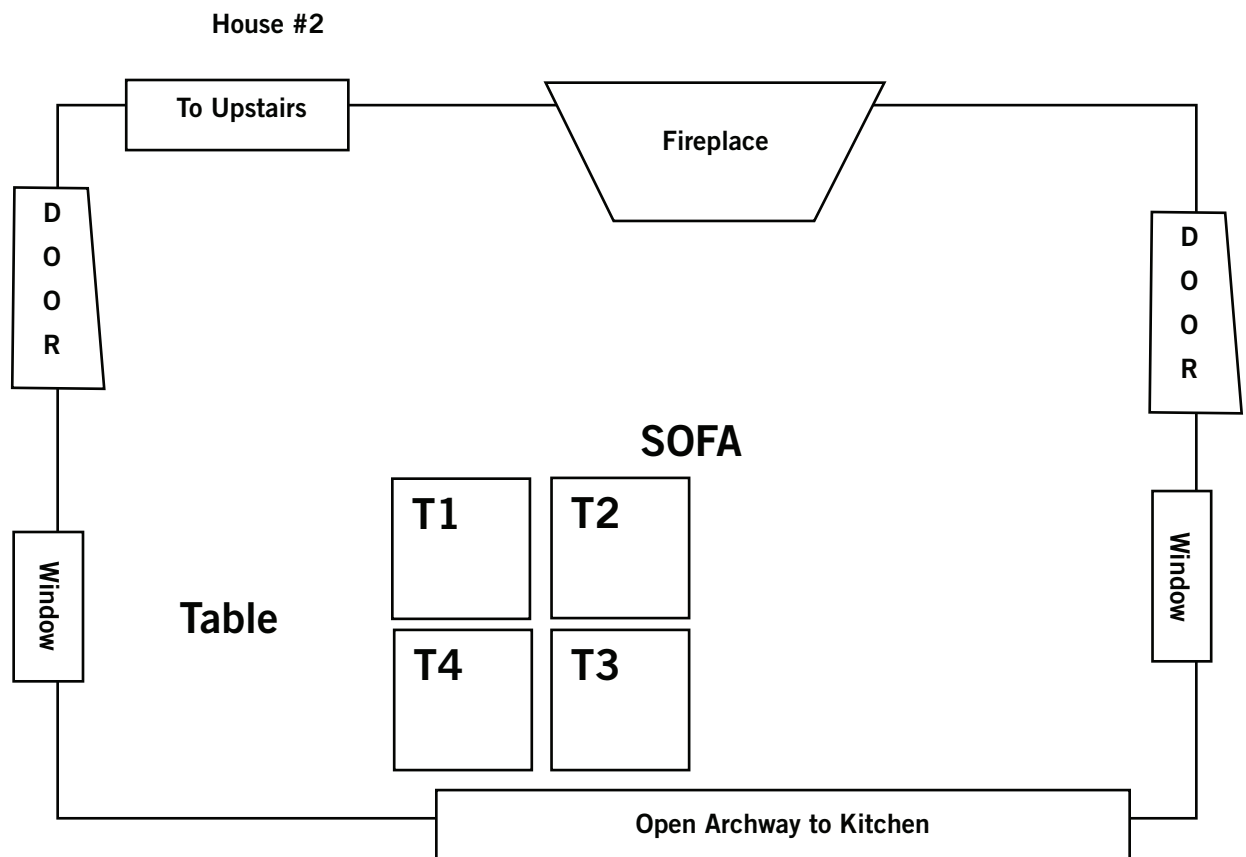 House #2
To Upstairs
Fireplace
D
O
O
R
D
O
O
R
SOFA
T1
T2
Window
Window
Table
T4
T3
Open Archway to Kitchen